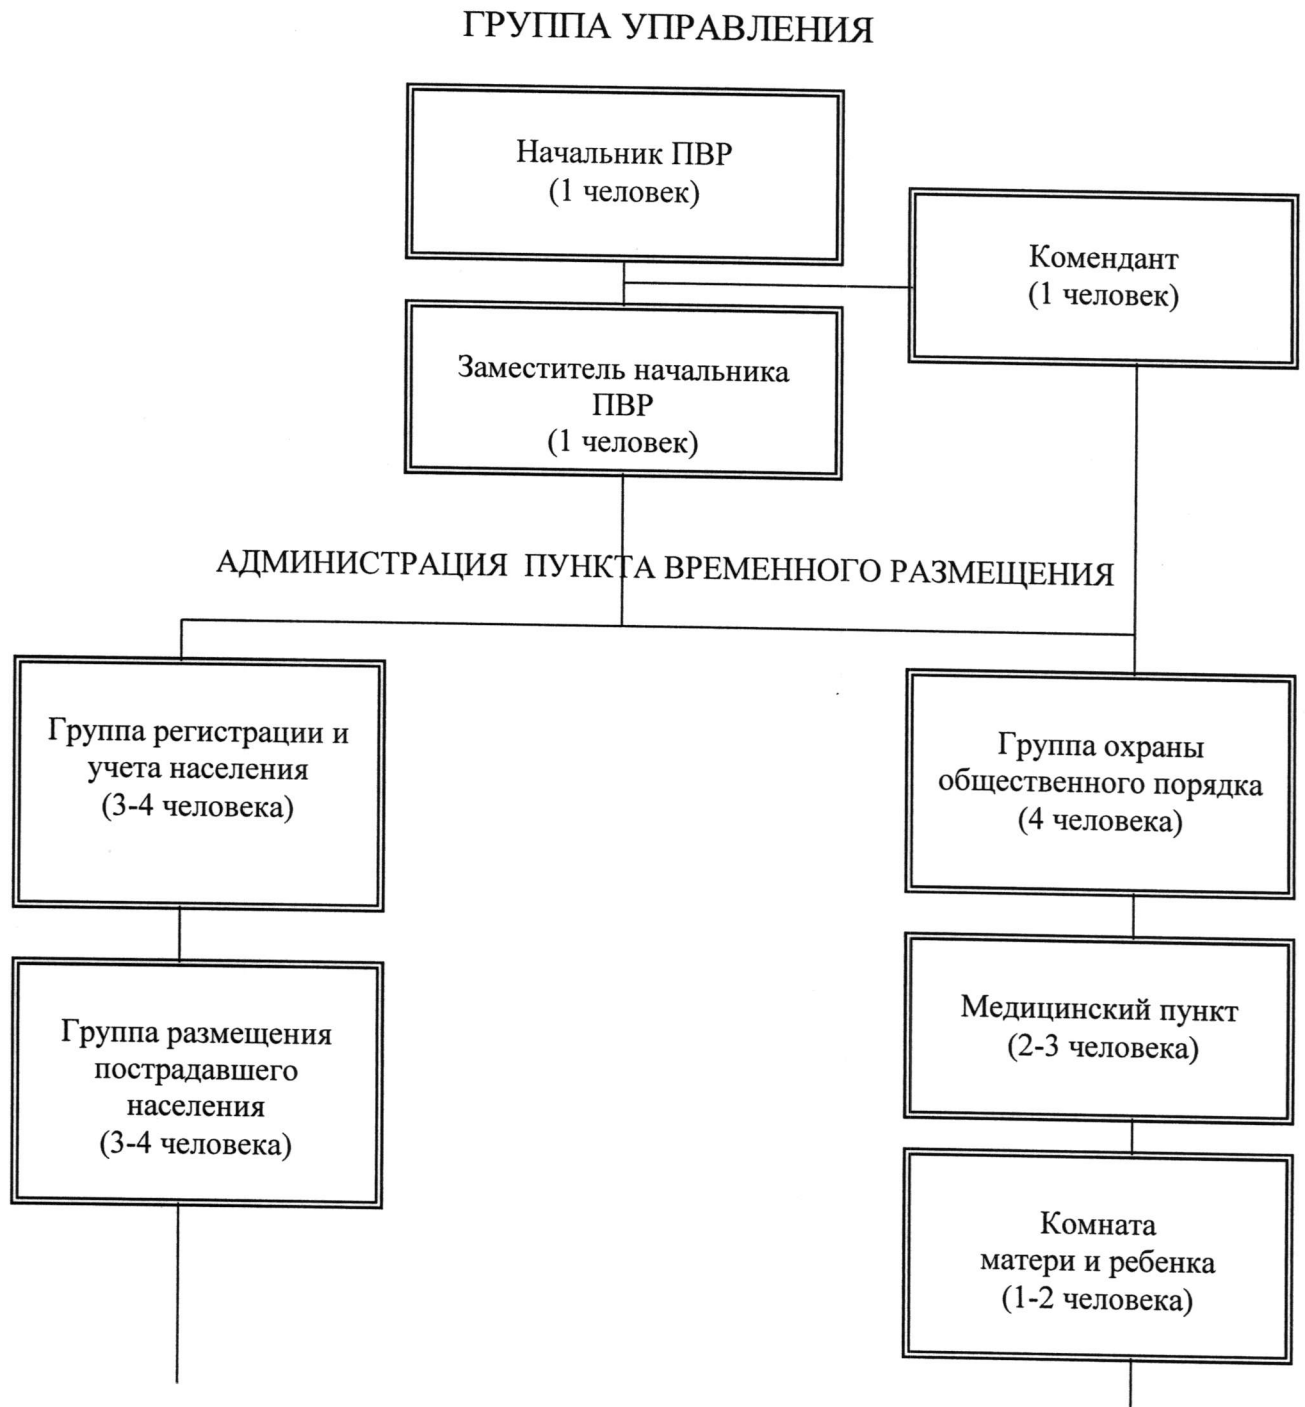 ГРУППА УПРАВЛЕНИЯ
Начальник ПВР
(1 человек)
Комендант
(1 человек)
Заместитель начальника
ПВР
(1 человек)
АДМИНИСТРАЦИЯ ПУНКТА ВРЕМЕННОГО РАЗМЕЩЕНИЯ
Группа регистрации и
учета населения
(3-4 человека)
Группа охраны
общественного порядка
(4 человека)
Группа размещения
пострадавшего
населения
(3-4 человека)
Медицинский пункт
(2-3 человека)
Комната
матери и ребенка
(1-2 человека)